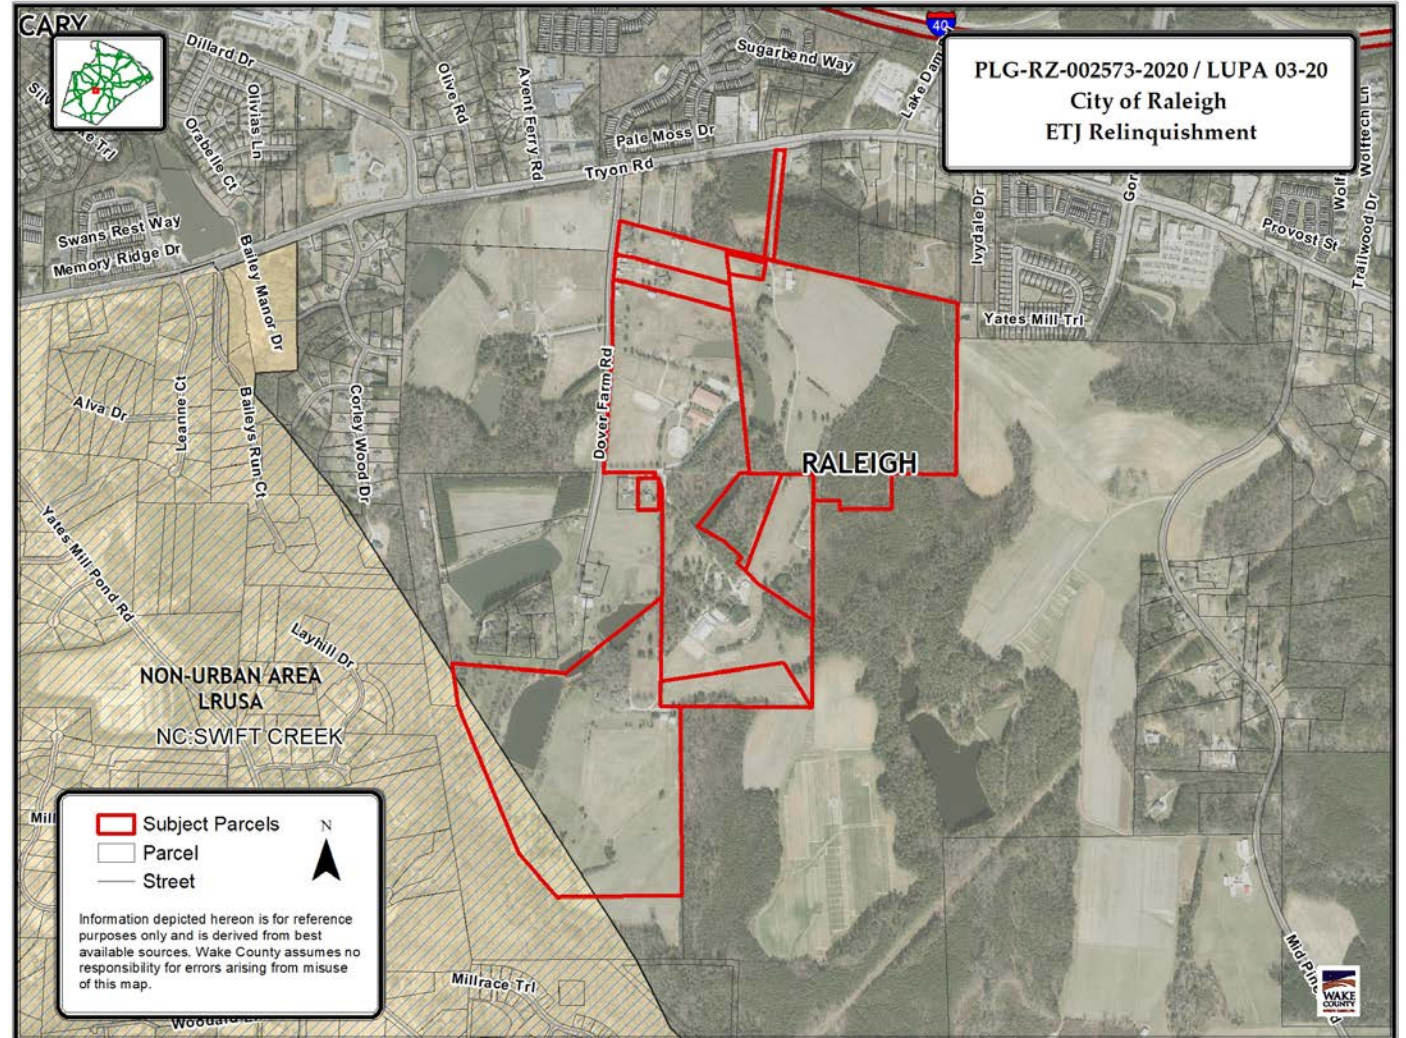 CARY
Dillard Dr
Olivias Ln
Orabelle Ct
Olive Rd
Avent Ferry Rd
Sugarbend Way
Pale Moss Dr
Tryon Rd
40
PLG-RZ-002573-2020 / LUPA 03-20
City of Raleigh
ETJ Relinquishment
Wolftech Ln
Trailwood Dr
Provost St
Ivydale Dr
Yates Mill Trl
Swans Rest Way
Memory Ridge Dr
Bailey Manor Dr
Alva Dr
Leanne Ct
Baileys Run Ct
Corley Wood Dr
Dover Farm Rd
RALEIGH
Yates Mill Pond Rd
Layhill Dr
NON-URBAN AREA
LRUSA
NC:SWIFT CREEK
Subject Parcels
Parcel
Street
N
Information depicted hereon is for reference
purposes only and is derived from best
available sources. Wake County assumes no
responsibility for errors arising from misuse
of this map.
Millrace Trl
WAKE
COUNTY